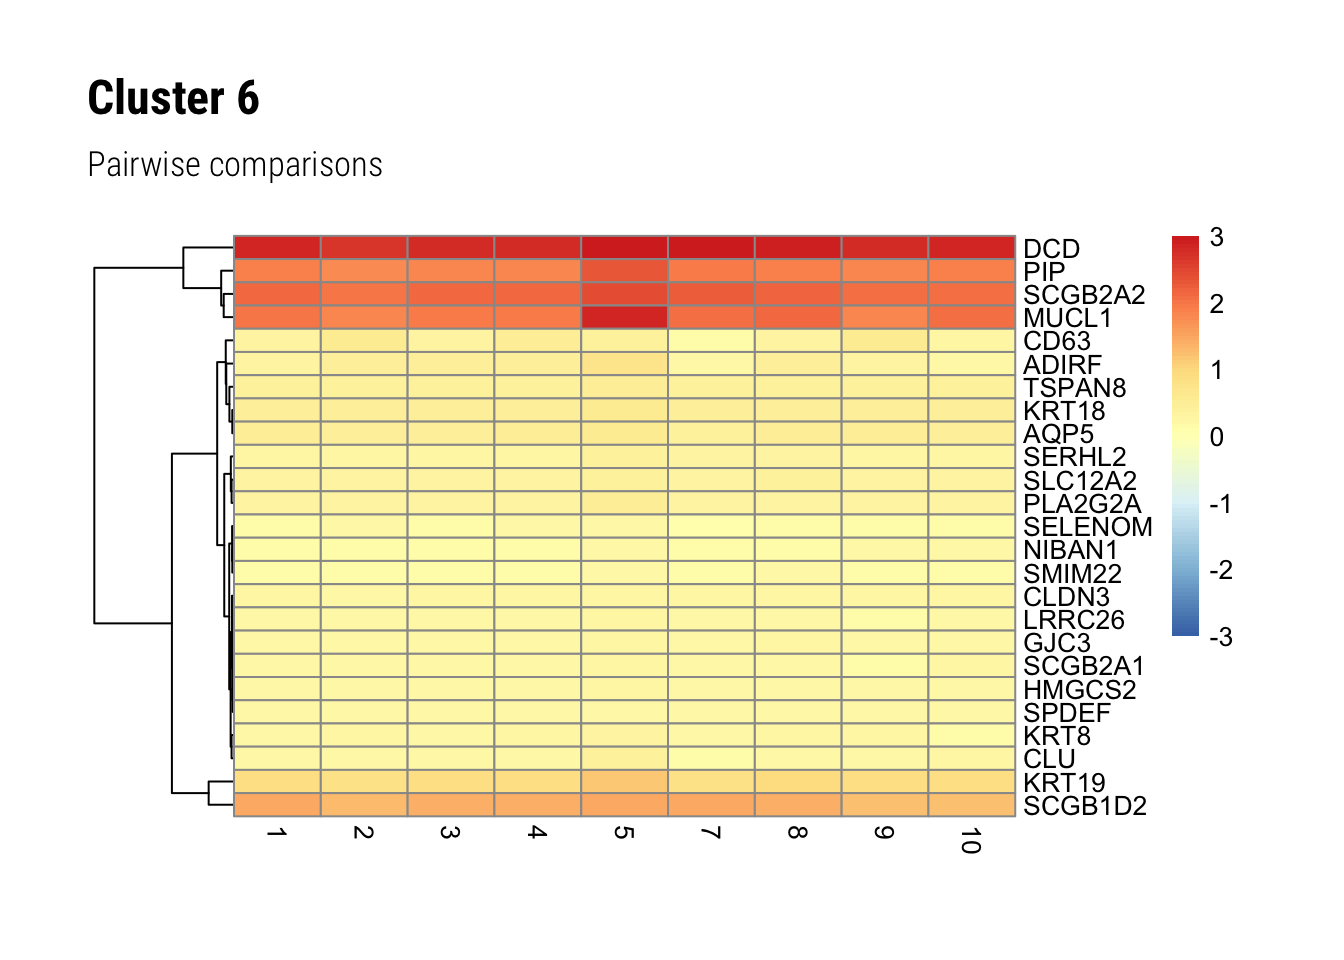 Cluster 6
Pairwise comparisons
DCD
PIP
SCGB2A2
MUCL1
CD63
ADIRF
TSPAN8
KRT18
AQP5
SERHL2
SLC12A2
PLA2G2A
SELENOM
NIBAN1
SMIM22
CLDN3
LRRC26
GJC3
SCGB2A1
HMGCS2
SPDEF
KRT8
CLU
KRT19
SCGB1D2
1 2 3 4 5 7 8 9 10
3
2
1
0
-1
-2
-3